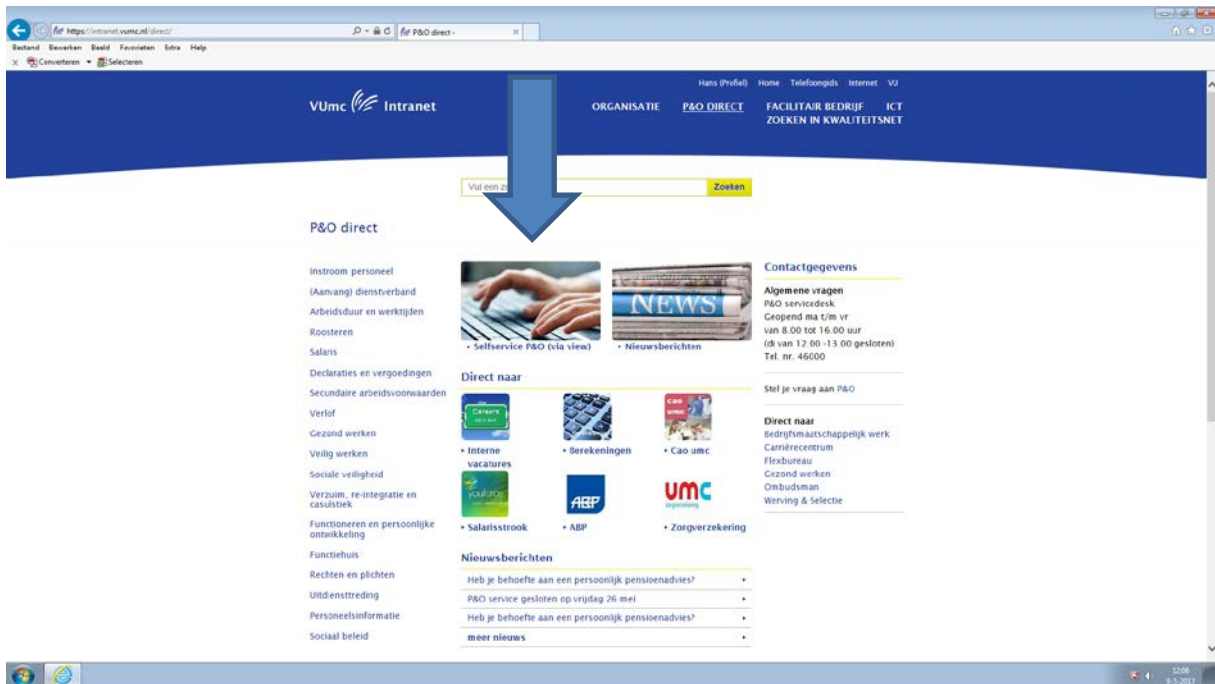 https://intranet.vumc.nl/direct/
P&O direct -
Bestand Bewerken Beeld Favorieten Extra Help
x Converteren Selecteren
Hans (Profiel) Home Telefoongids Internet VU
VUmc Intranet
ORGANISATIE P&O DIRECT FACILITAIR BEDRIJF ICT
ZOEKEN IN KWALITEITSNET
Vul een Zoeken
P&O direct
Instroom personeel
(Aanvang) dienstverband
Arbeidsduur en werktijden
Roosteren
Salaris
Declaraties en vergoedingen
Secundaire arbeidsvoorwaarden
Verlof
Gezond werken
Veilig werken
Sociale veiligheid
Verzuim, re-integratie en
casuïstiek
Functioneren en persoonlijke
ontwikkeling
Functiehuis
Rechten en plichten
Uitdiensttreding
Personeelsinformatie
Sociaal beleid
NEWS
Selfservice P&O (via view) Nieuwsberichten
Direct naar
Careers
cao
umc
Interne
vacatures
Berekeningen
Cao umc
youforce
ABP
umc
Salarisstrook
ABP
Zorgverzekering
Nieuwsberichten
Heb je behoefte aan een persoonlijk pensioenadvies?
P&O service gesloten op vrijdag 26 mei
Heb je behoefte aan een persoonlijk pensioenadvies?
meer nieuws
Contactgegevens
Algemene vragen
P&O servicedesk
Geopend ma t/m vr
van 8.00 tot 16.00 uur
(di van 12.00 -13.00 gesloten)
Tel. nr. 46000
Stel je vraag aan P&O
Direct naar
Bedrijfsmaatschappelijk werk
Carrièrecentrum
Flexbureau
Gezond werken
Ombudsman
Werving & Selectie
12:06
9-5-2017